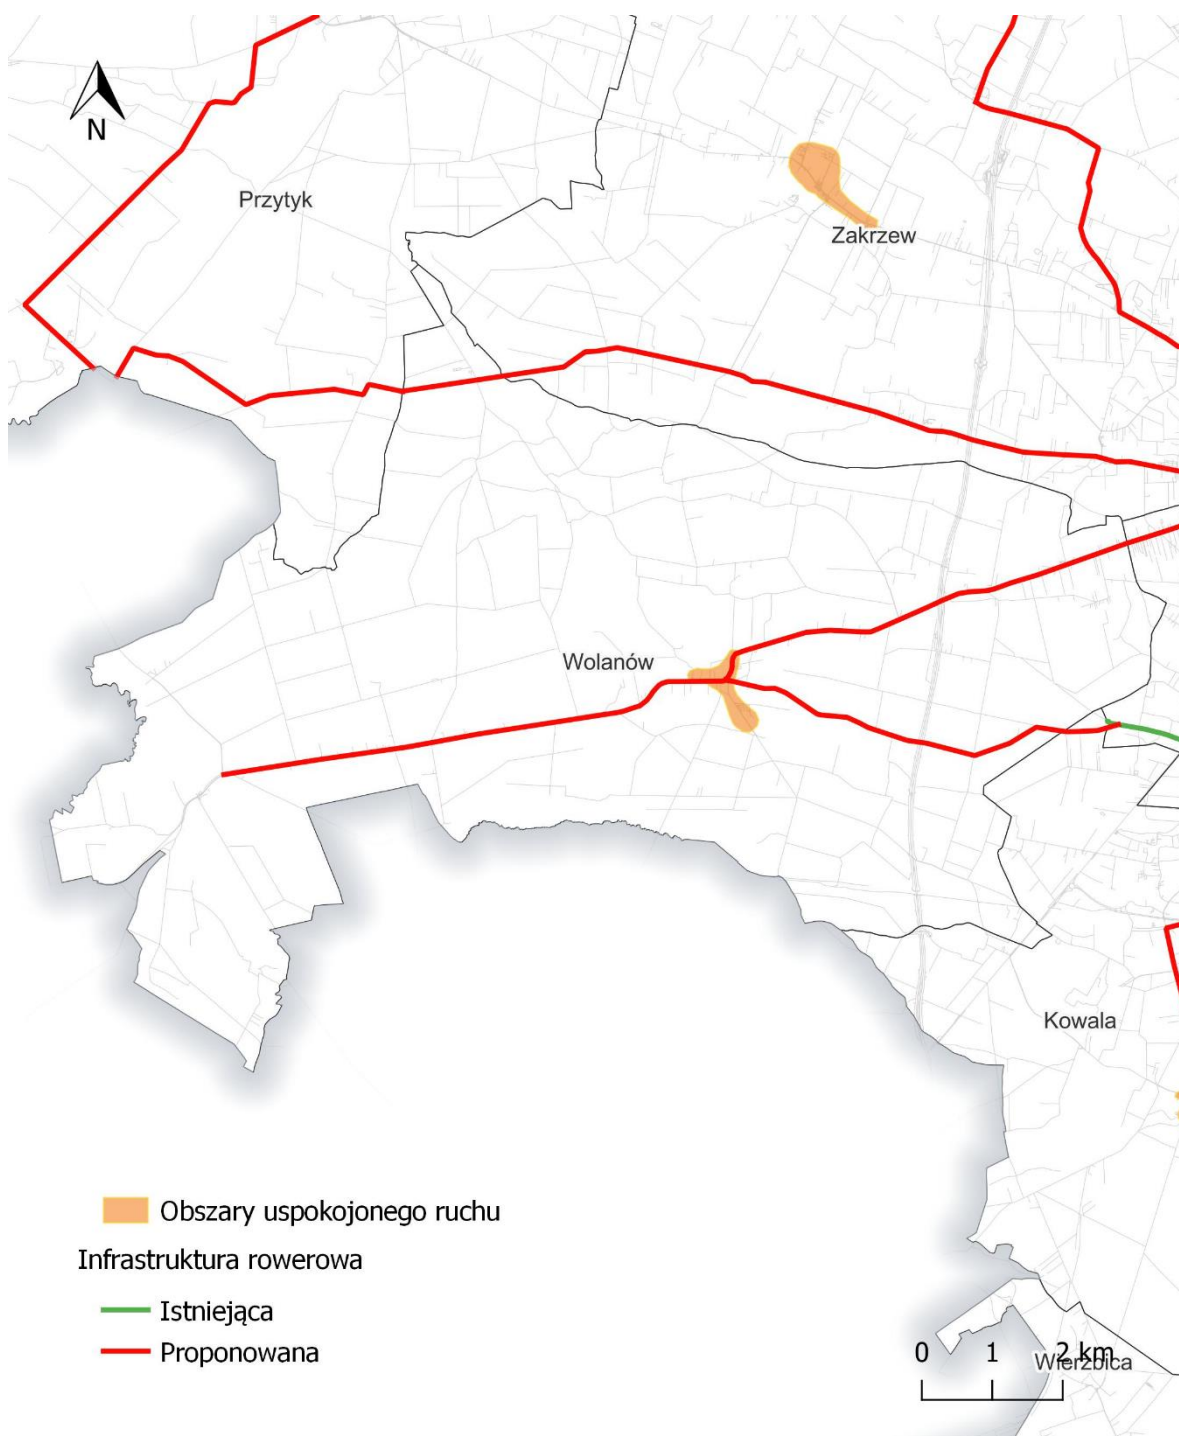 N
Przytyk
Zakrzew
Wolanów
Kowala
Obszary uspokojonego ruchu
Infrastruktura rowerowa
Istniejąca
Proponowana
0 1 2 km
Wierzbica